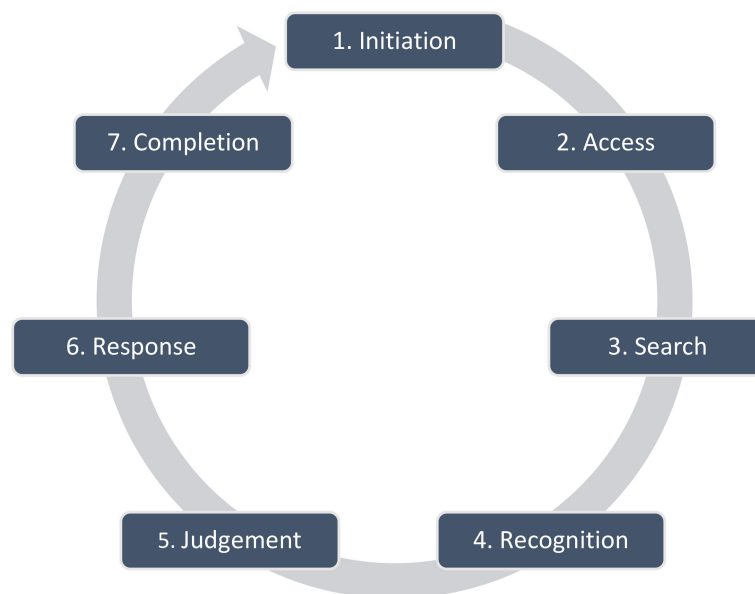 1. Initiation
2. Access
3. Search
4. Recognition
5. Judgement
6. Response
7. Completion